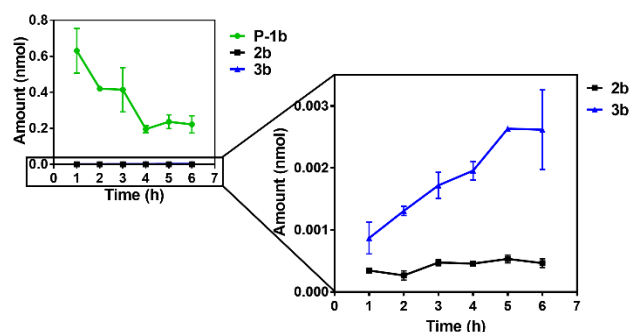 Amount (nmol)
0.8
0.6
0.4
0.2
0.0
0 1 2 3 4 5 6 7
Time (h)
P-1b
2b
3b
Amount (nmol)
0.003
0.002
0.001
0.000
0 1 2 3 4 5 6 7
Time (h)
2b
3b